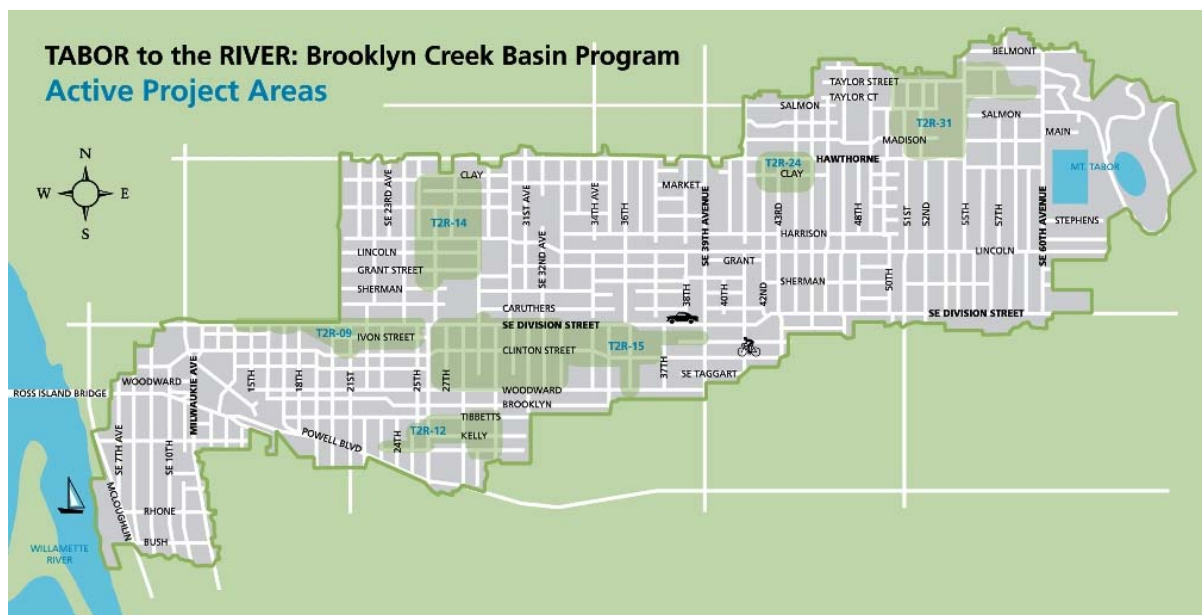 TABOR to the RIVER: Brooklyn Creek Basin Program
Active Project Areas
N
W
E
S
BELMONT
TAYLOR STREET
TAYLOR CT
SALMON
T2R-31
SALMON
MADISON
MAIN
HAWTHORNE
T2R-24
CLAY
MT. TABOR
CLAY
MARKET
SE 23RD AVE
T2R-14
31ST AVE
SE 32ND AVE
34TH AVE
36TH
SE 39TH AVENUE
43RD
48TH
51ST
52ND
55TH
57TH
SE 60TH AVENUE
STEPHENS
HARRISON
LINCOLN
LINCOLN
GRANT STREET
GRANT
SHERMAN
SHERMAN
38TH
40TH
42ND
50TH
CARUTHERS
SE DIVISION STREET
SE DIVISION STREET
T2R-09
IVON STREET
CLINTON STREET
T2R-15
37TH
SE TAGGART
WOODWARD
MILWAUKIE AVE
15TH
18TH
21ST
25TH
27TH
WOODWARD
ROSS ISLAND BRIDGE
BROOKLYN
TIBBETTS
T2R-12
KELLY
24TH
POWELL BLVD
SE 7TH AVE
SE 10TH
MCLOUGHLIN
RHONE
BUSH
WILLAMETTE
RIVER